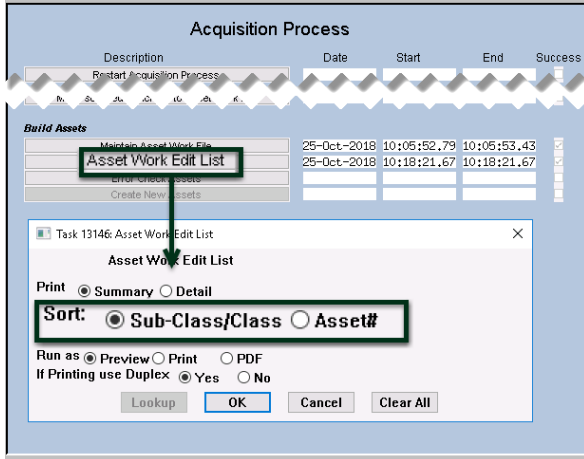 Acquisition Process
Description Date Start End Success
Restart Acquisition Process
Build Assets
Maintain Asset Work File 25-Oct-2018 10:05:52.79 10:05:53.43
Asset Work Edit List 25-Oct-2018 10:18:21.67 10:18:21.67
Error Check Assets
Create New Assets
Task 13146: Asset Work Edit List
Asset Work Edit List
Print Summary Detail
Sort: Sub-Class/Class Asset#
Run as Preview Print PDF
If Printing use Duplex Yes No
Lookup OK Cancel Clear All